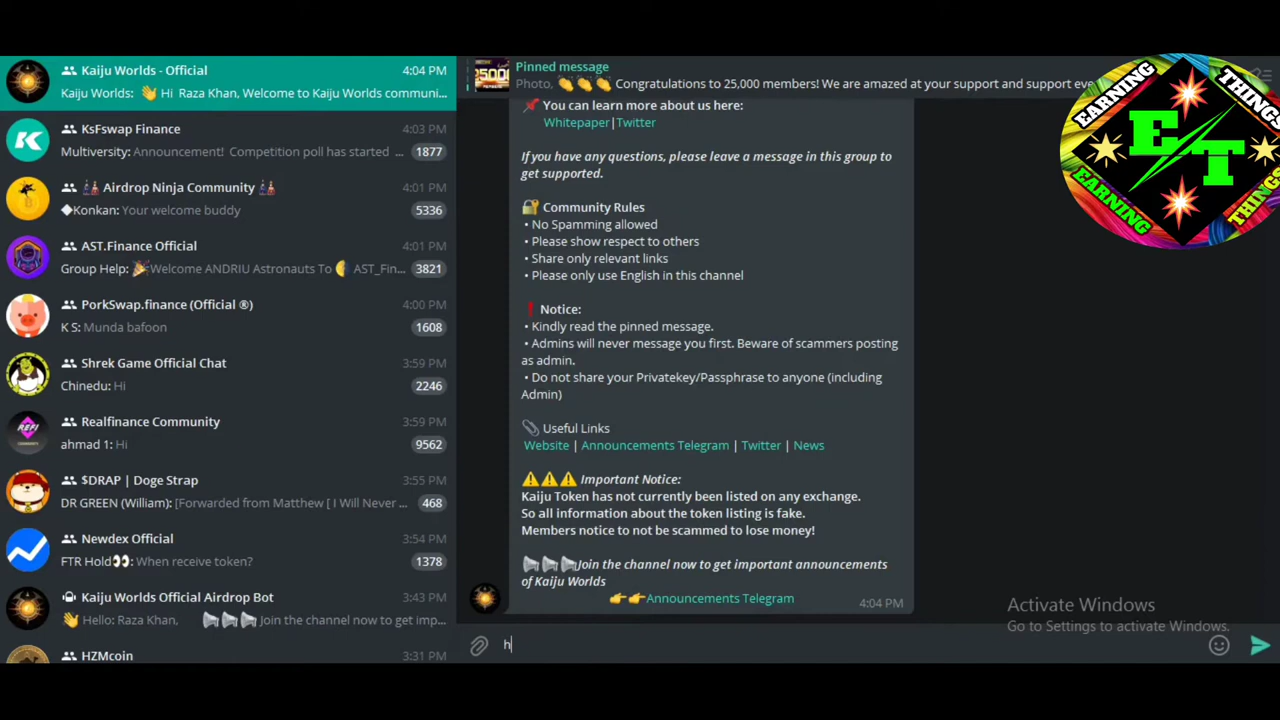 Kaiju Worlds - Official 4:04 PM
Kaiju Worlds: 👋 Hi Raza Khan, Welcome to Kaiju Worlds communi...
KsFswap Finance 4:03 PM
Multiversity: Announcement! Competition poll has started ... 1877
Airdrop Ninja Community 4:01 PM
◆Konkan: Your welcome buddy 5336
AST.Finance Official 4:01 PM
Group Help: 🎉Welcome ANDRIU Astronauts To 🌓 AST_Fin... 3821
PorkSwap.finance (Official ®) 4:00 PM
K S: Munda bafoon 1608
Shrek Game Official Chat 3:59 PM
Chinedu: Hi 2246
Realfinance Community 3:59 PM
ahmad 1: Hi 9562
$DRAP | Doge Strap 3:55 PM
DR GREEN (William): [Forwarded from Matthew [ I Will Never ... 468
Newdex Official 3:54 PM
FTR Hold👀: When receive token? 1378
Kaiju Worlds Official Airdrop Bot 3:43 PM
👋 Hello: Raza Khan, 📢📢📢 Join the channel now to get imp...
HZMcoin 3:31 PM
Pinned message
Photo, 👏👏👏 Congratulations to 25,000 members! We are amazed at your support and support eve
📌 You can learn more about us here:
Whitepaper|Twitter
If you have any questions, please leave a message in this group to
get supported.
🔐 Community Rules
• No Spamming allowed
• Please show respect to others
• Share only relevant links
• Please only use English in this channel
❗ Notice:
• Kindly read the pinned message.
• Admins will never message you first. Beware of scammers posting
as admin.
• Do not share your Privatekey/Passphrase to anyone (including
Admin)
📎 Useful Links
Website | Announcements Telegram | Twitter | News
⚠️⚠️⚠️ Important Notice:
Kaiju Token has not currently been listed on any exchange.
So all information about the token listing is fake.
Members notice to not be scammed to lose money!
📢📢📢Join the channel now to get important announcements
of Kaiju Worlds
👉👉Announcements Telegram
4:04 PM
h
Activate Windows
Go to Settings to activate Windows.
EARNING
THINGS
ET
EARNING
THINGS